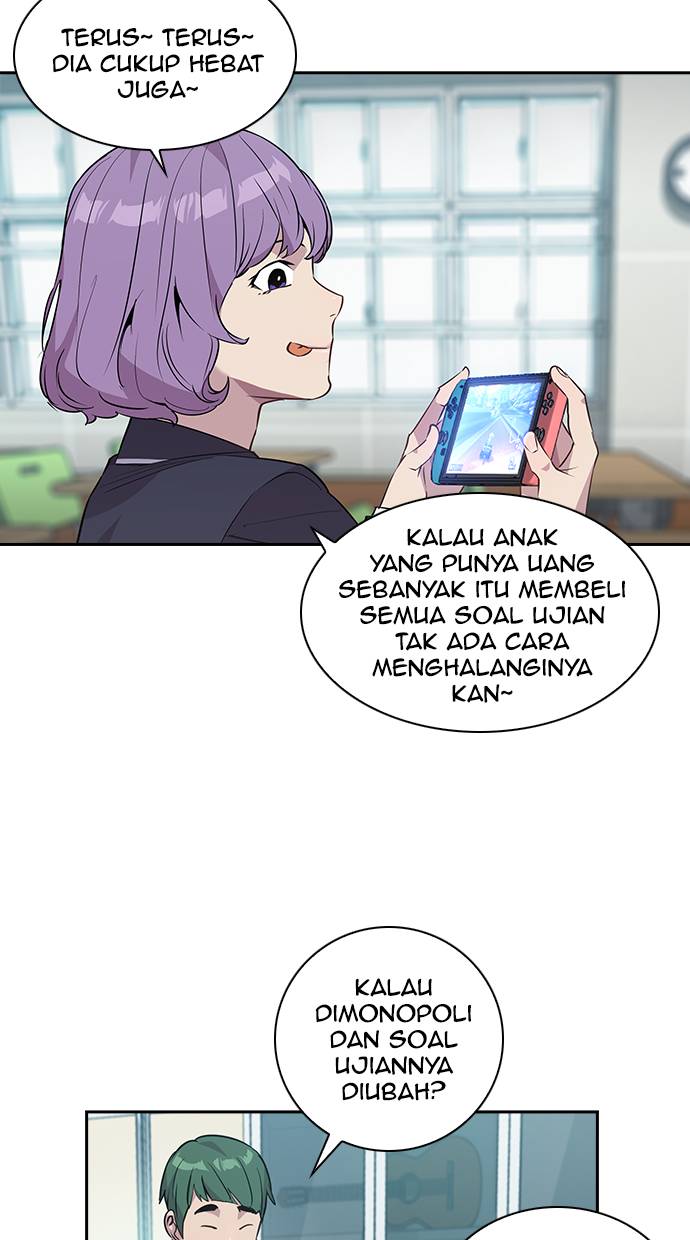 TERUS~ TERUS~
DIA CUKUP HEBAT
JUGA~
KALAU ANAK
YANG PUNYA UANG
SEBANYAK ITU MEMBELI
SEMUA SOAL UJIAN
TAK ADA CARA
MENGHALANGINYA
KAN~
KALAU
DIMONOPOLI
DAN SOAL
UJIANNYA
DIUBAH?